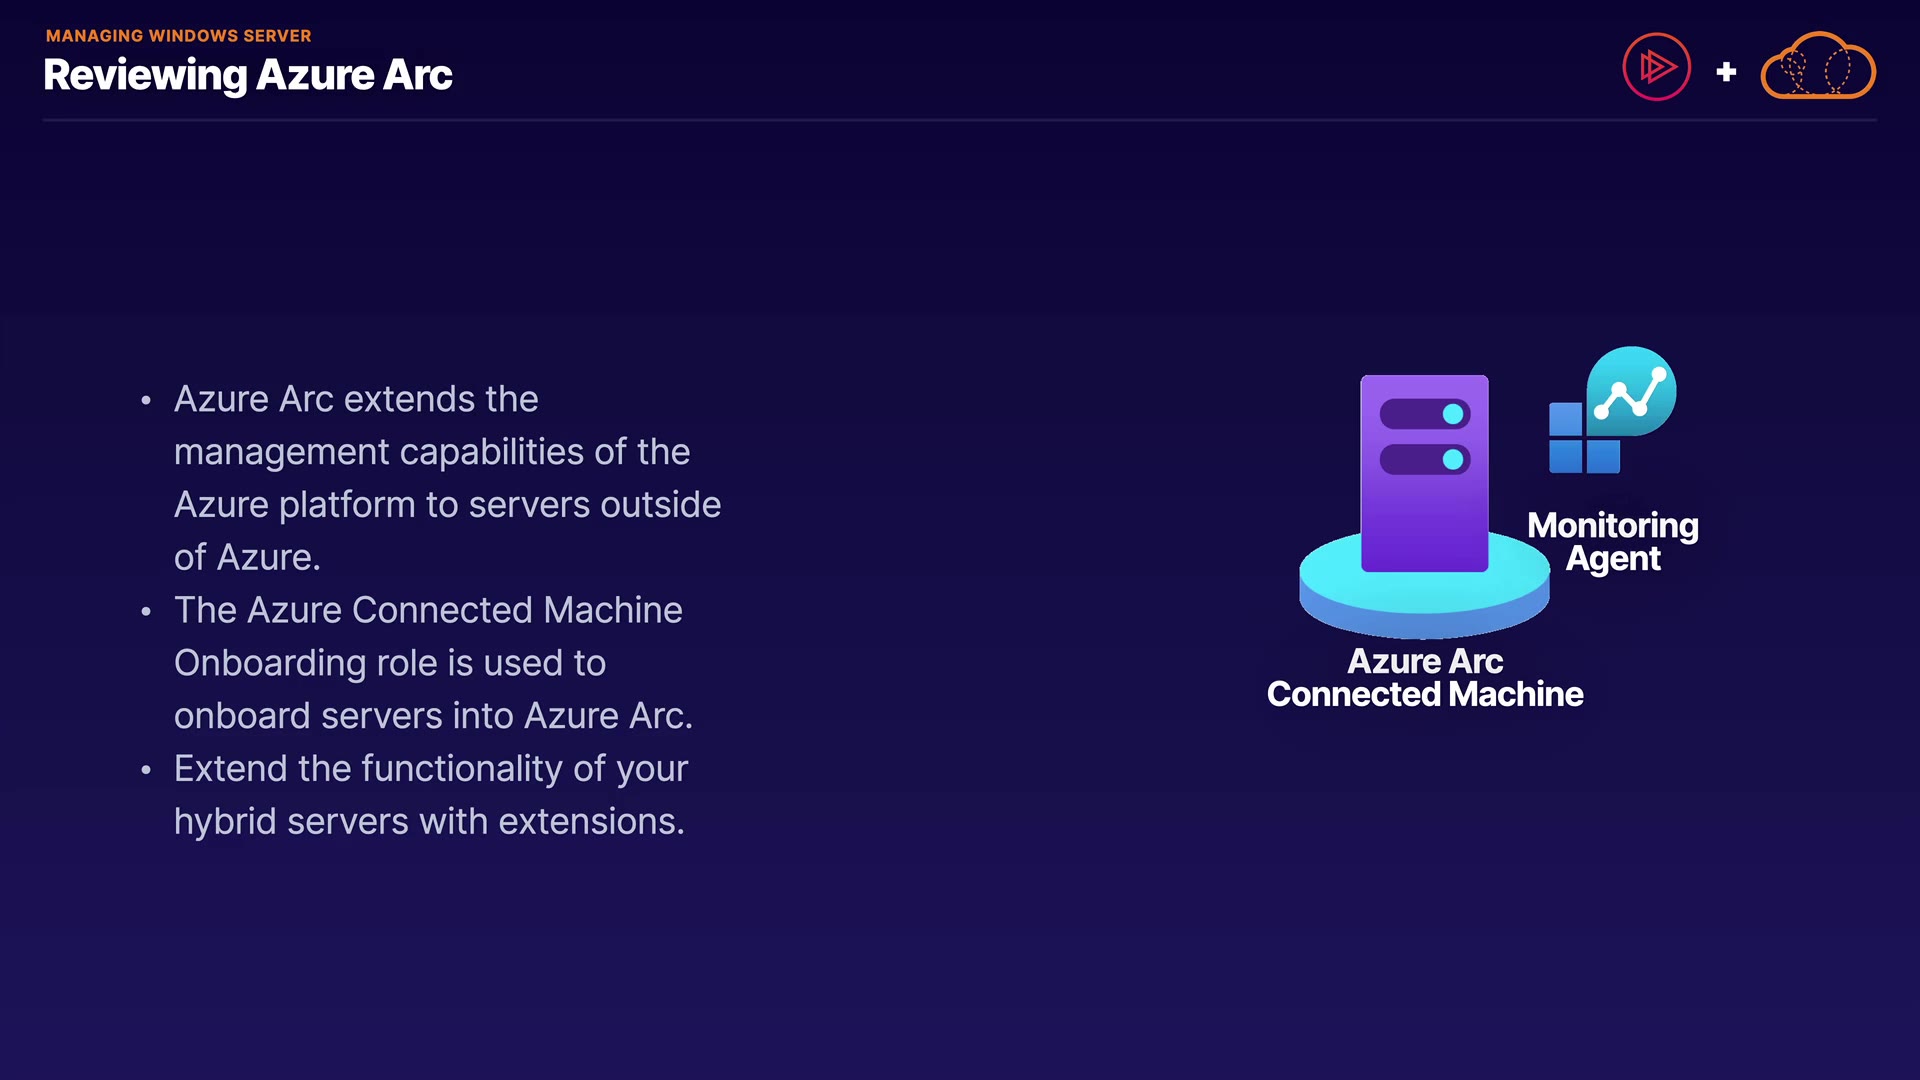 MANAGING WINDOWS SERVER
Reviewing Azure Arc
+
• Azure Arc extends the
management capabilities of the
Azure platform to servers outside
of Azure.
• The Azure Connected Machine
Onboarding role is used to
onboard servers into Azure Arc.
• Extend the functionality of your
hybrid servers with extensions.
Monitoring
Agent
Azure Arc
Connected Machine